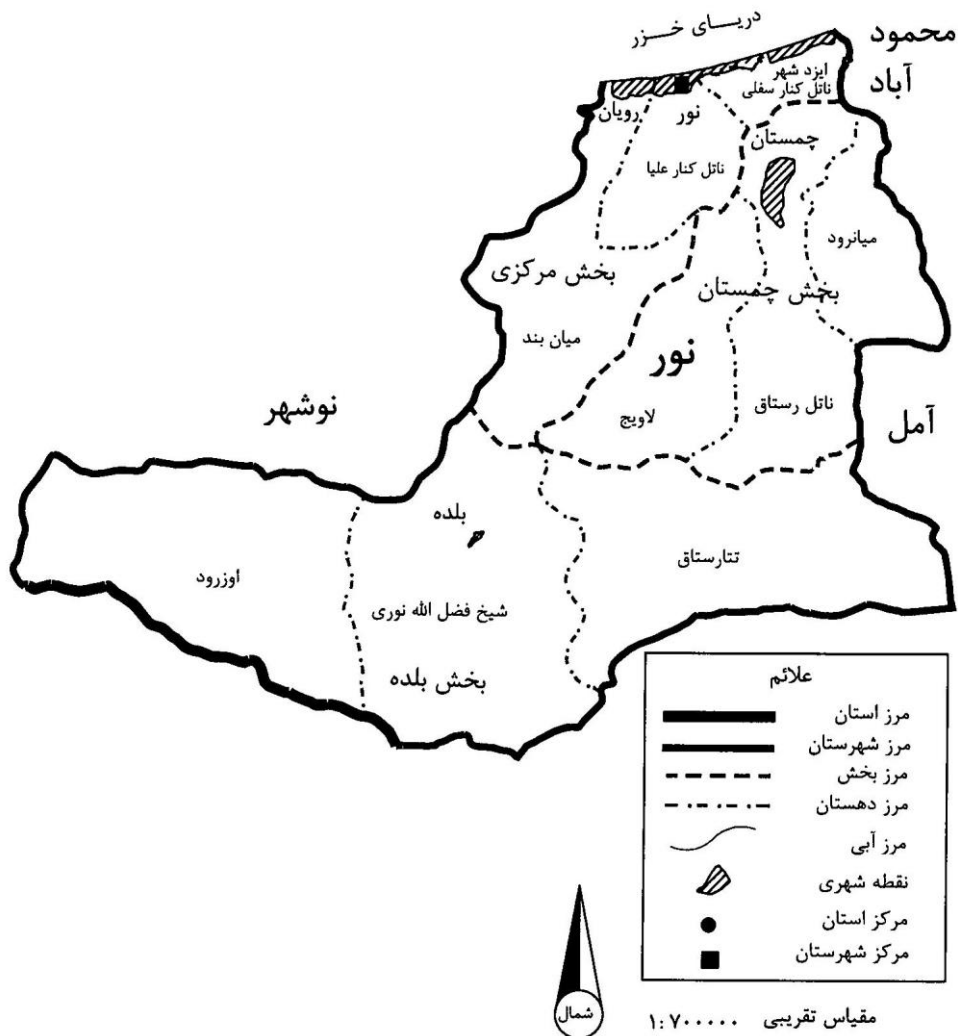 دریـــای خـــزر
محمود
آباد
ایزد شهر
ناتل کنار سفلی
رویان
نور
چمستان
ناتل کنار علیا
میانرود
بخش مرکزی
بخش چمستان
میان بند
نور
نوشهر
لاویج
ناتل رستاق
آمل
بلده
تتارستاق
اوزرود
شیخ فضل الله نوری
بخش بلده
علائم
مرز استان
مرز شهرستان
مرز بخش
مرز دهستان
مرز آبی
نقطه شهری
مرکز استان
مرکز شهرستان
شمال
مقیاس تقریبی ۱:۷۰۰۰۰۰